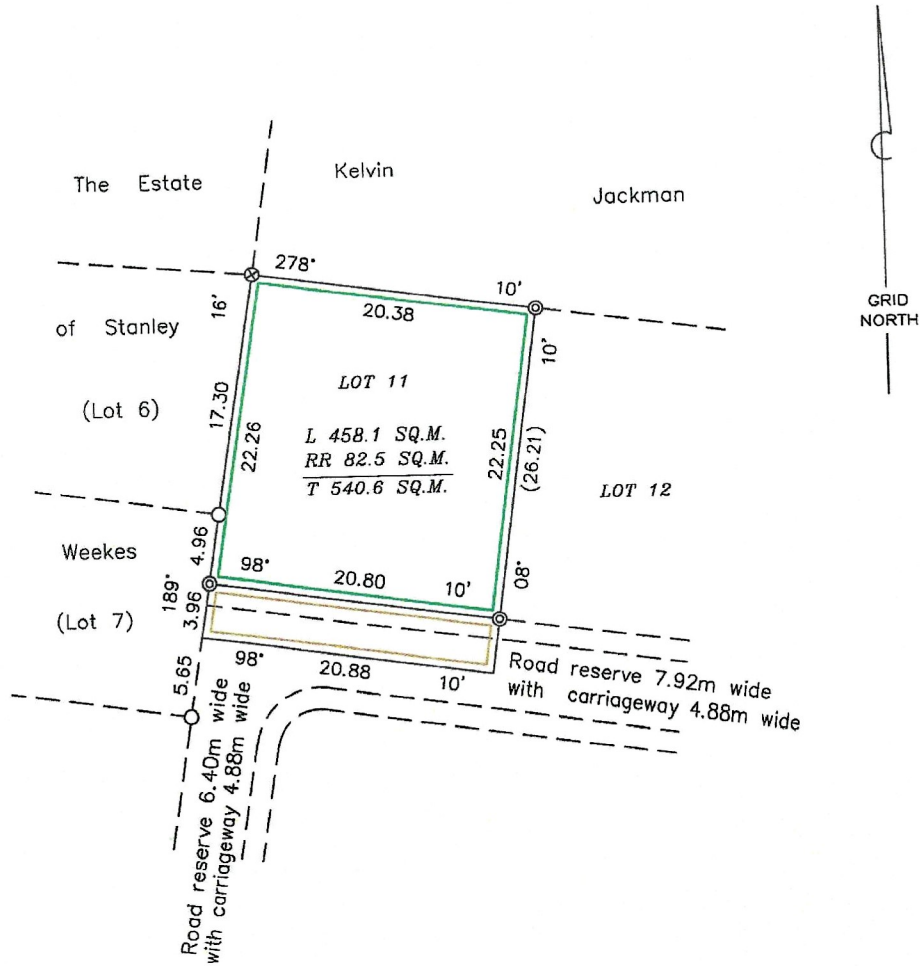 The Estate
Kelvin
Jackman
278°
10'
20.38
GRID
NORTH
of Stanley
(Lot 6)
16'
17.30
22.26
LOT 11
L 458.1 SQ.M.
RR 82.5 SQ.M.
T 540.6 SQ.M.
10'
22.25
(26.21)
LOT 12
Weekes
(Lot 7)
4.96
98°
20.80
10'
08°
189°
3.96
5.65
98°
20.88
10'
Road reserve 7.92m wide
with carriageway 4.88m wide
Road reserve 6.40m wide
with carriageway 4.88m wide